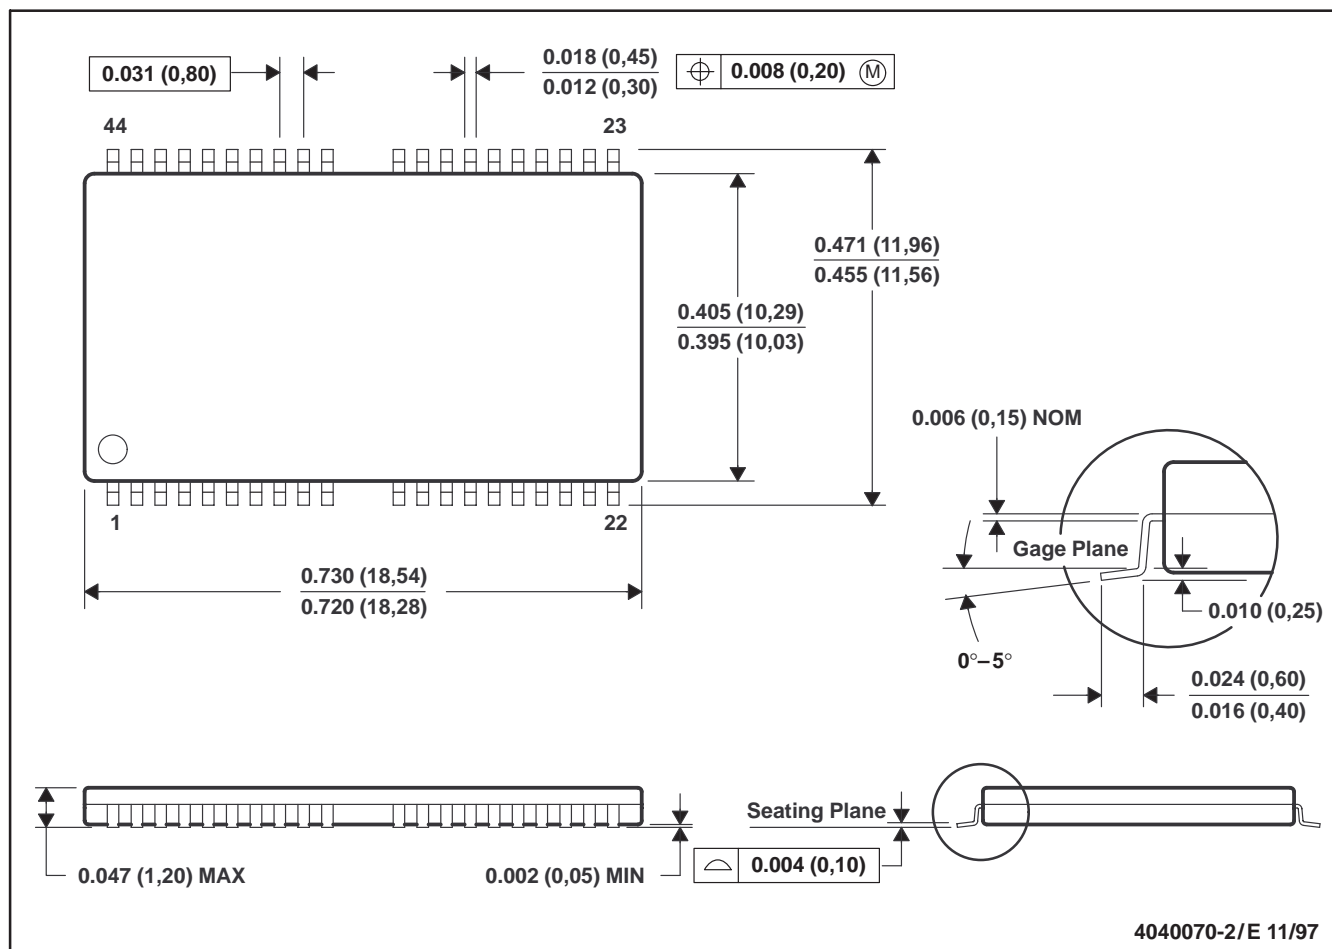 0.031 (0,80)
0.018 (0,45)
0.012 (0,30)
0.008 (0,20) M
44
23
0.471 (11,96)
0.455 (11,56)
0.405 (10,29)
0.395 (10,03)
0.006 (0,15) NOM
1
22
Gage Plane
0.730 (18,54)
0.720 (18,28)
0.010 (0,25)
0°–5°
0.024 (0,60)
0.016 (0,40)
Seating Plane
0.047 (1,20) MAX
0.002 (0,05) MIN
0.004 (0,10)
4040070-2/E 11/97